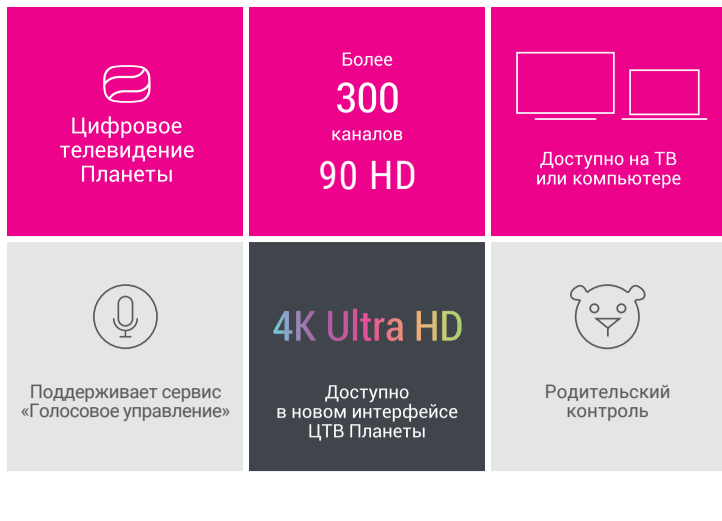 Цифровое
телевидение
Планеты
Более
300
каналов
90 HD
Доступно на ТВ
или компьютере
Поддерживает сервис
«Голосовое управление»
4K Ultra HD
Доступно
в новом интерфейсе
ЦТВ Планеты
Родительский
контроль